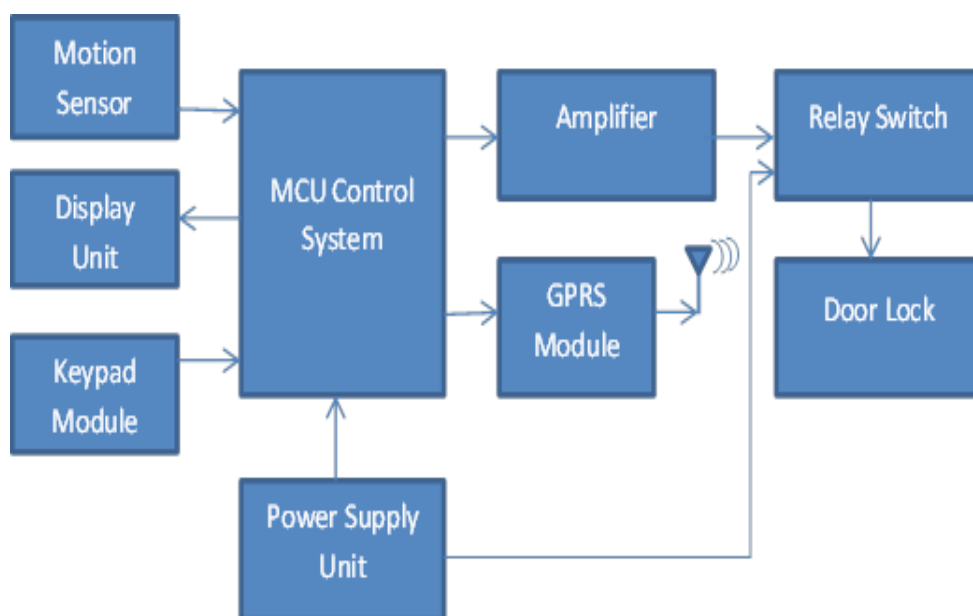 Motion
Sensor
Display
Unit
Keypad
Module
MCU Control
System
Power Supply
Unit
Amplifier
GPRS
Module
Relay Switch
Door Lock